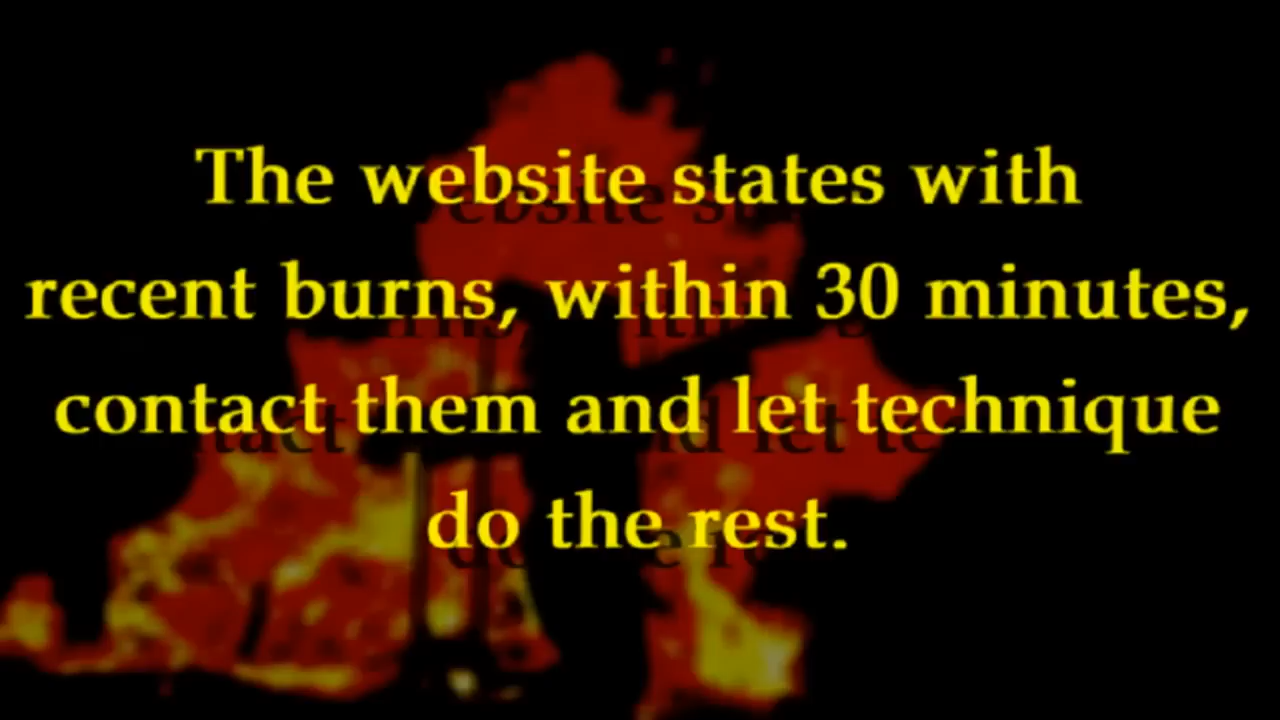 The website states with
recent burns, within 30 minutes,
contact them and let technique
do the rest.